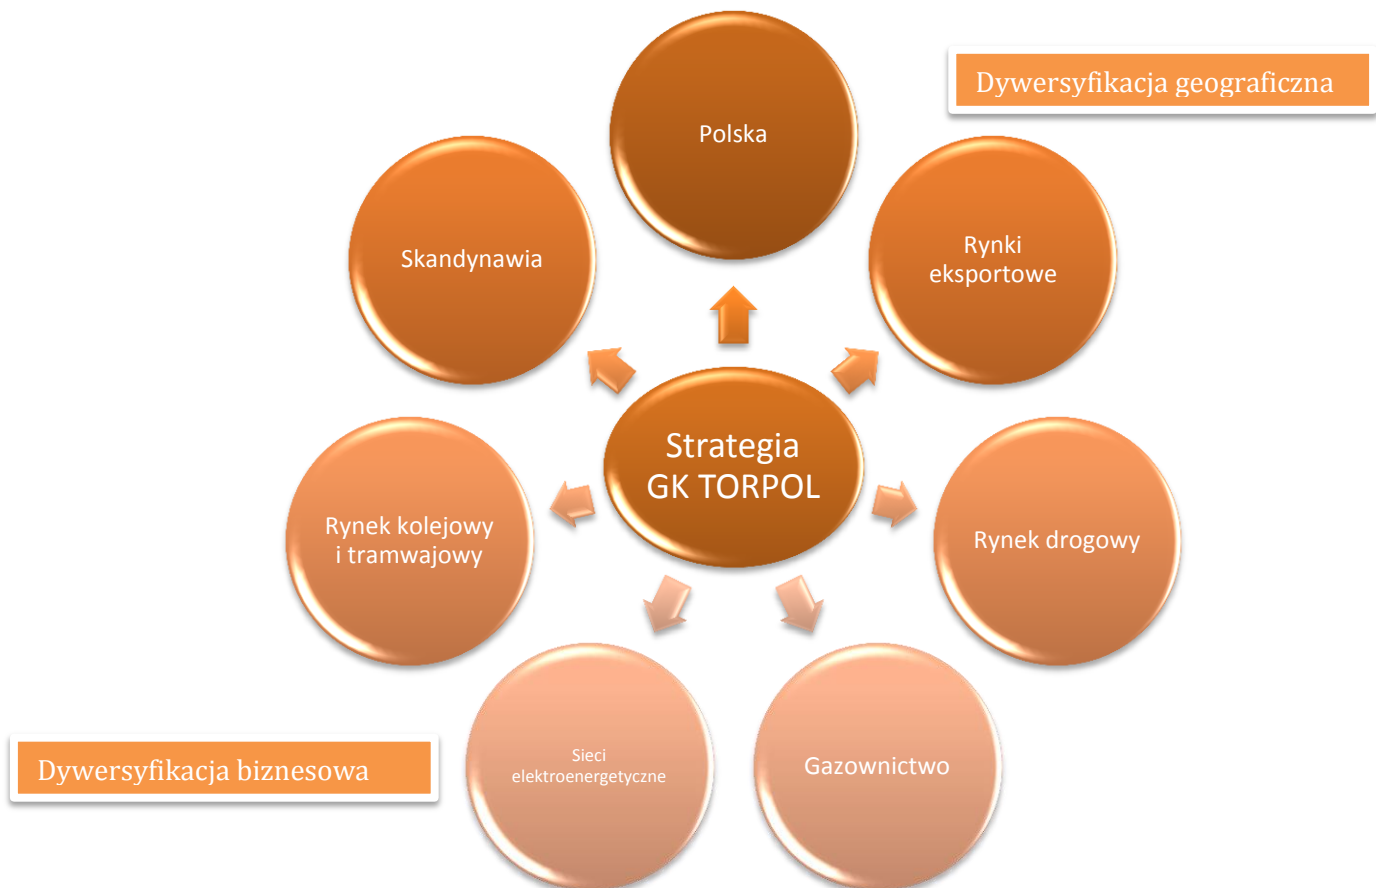 Dywersyfikacja geograficzna
Polska
Skandynawia
Rynki
eksportowe
Strategia
GK TORPOL
Rynek kolejowy
i tramwajowy
Rynek drogowy
Sieci
elektroenergetyczne
Gazownictwo
Dywersyfikacja biznesowa